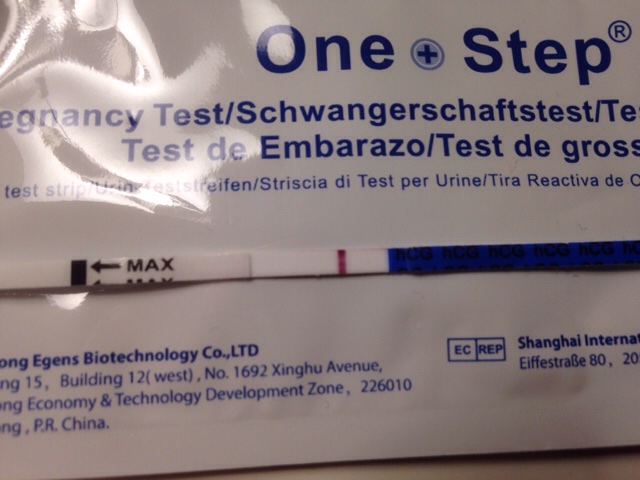 One + Step®
egnancy Test/Schwangerschaftstest/Te
Test de Embarazo/Test de gross
test strip/Urin-Teststreifen/Striscia di Test per Urine/Tira Reactiva de O
← MAX
hCG hCG hCG hCG hCG
ong Egens Biotechnology Co.,LTD
ng 15, Building 12(west), No. 1692 Xinghu Avenue,
ong Economy & Technology Development Zone, 226010
ong, P.R. China.
EC REP
Shanghai Internat
Eiffestraße 80, 20